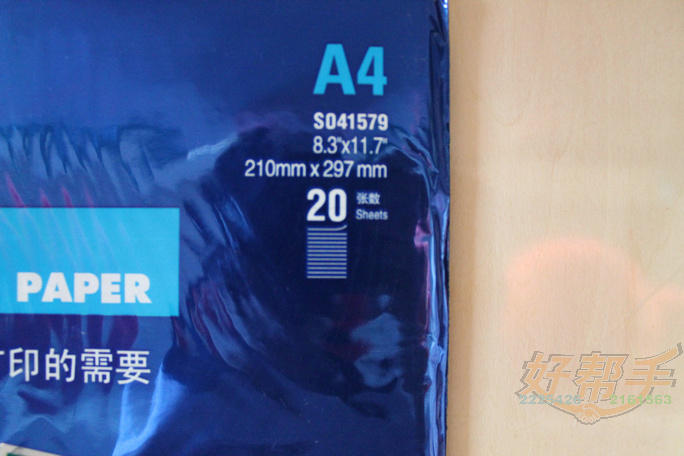 A4
S041579
8.3"x11.7"
210mm x 297mm
20 张数
Sheets
PAPER
印的需要
好帮手